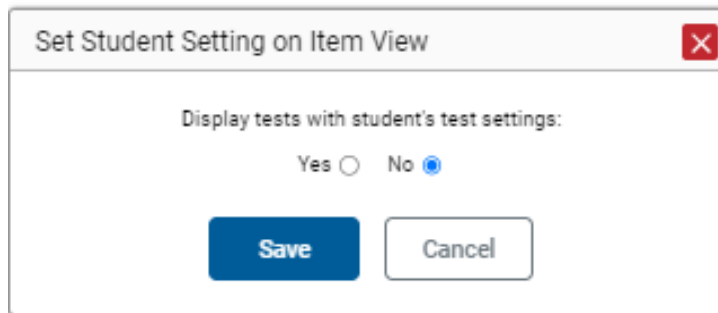 Set Student Setting on Item View
Display tests with student's test settings:
Yes No
Save Cancel